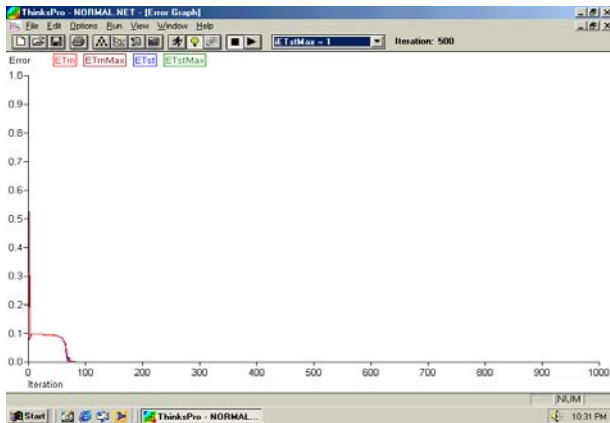 ThinksPro - NORMAL.NET - [Error Graph]
File Edit Options Run View Window Help
iETstMax = 1 Iteration: 500
Error ETrn ETrnMax ETst ETstMax
1.0
0.9
0.8
0.7
0.6
0.5
0.4
0.3
0.2
0.1
0.0
0 100 200 300 400 500 600 700 800 900 1000
Iteration
NUM
Start ThinksPro - NORMAL... 10:31 PM